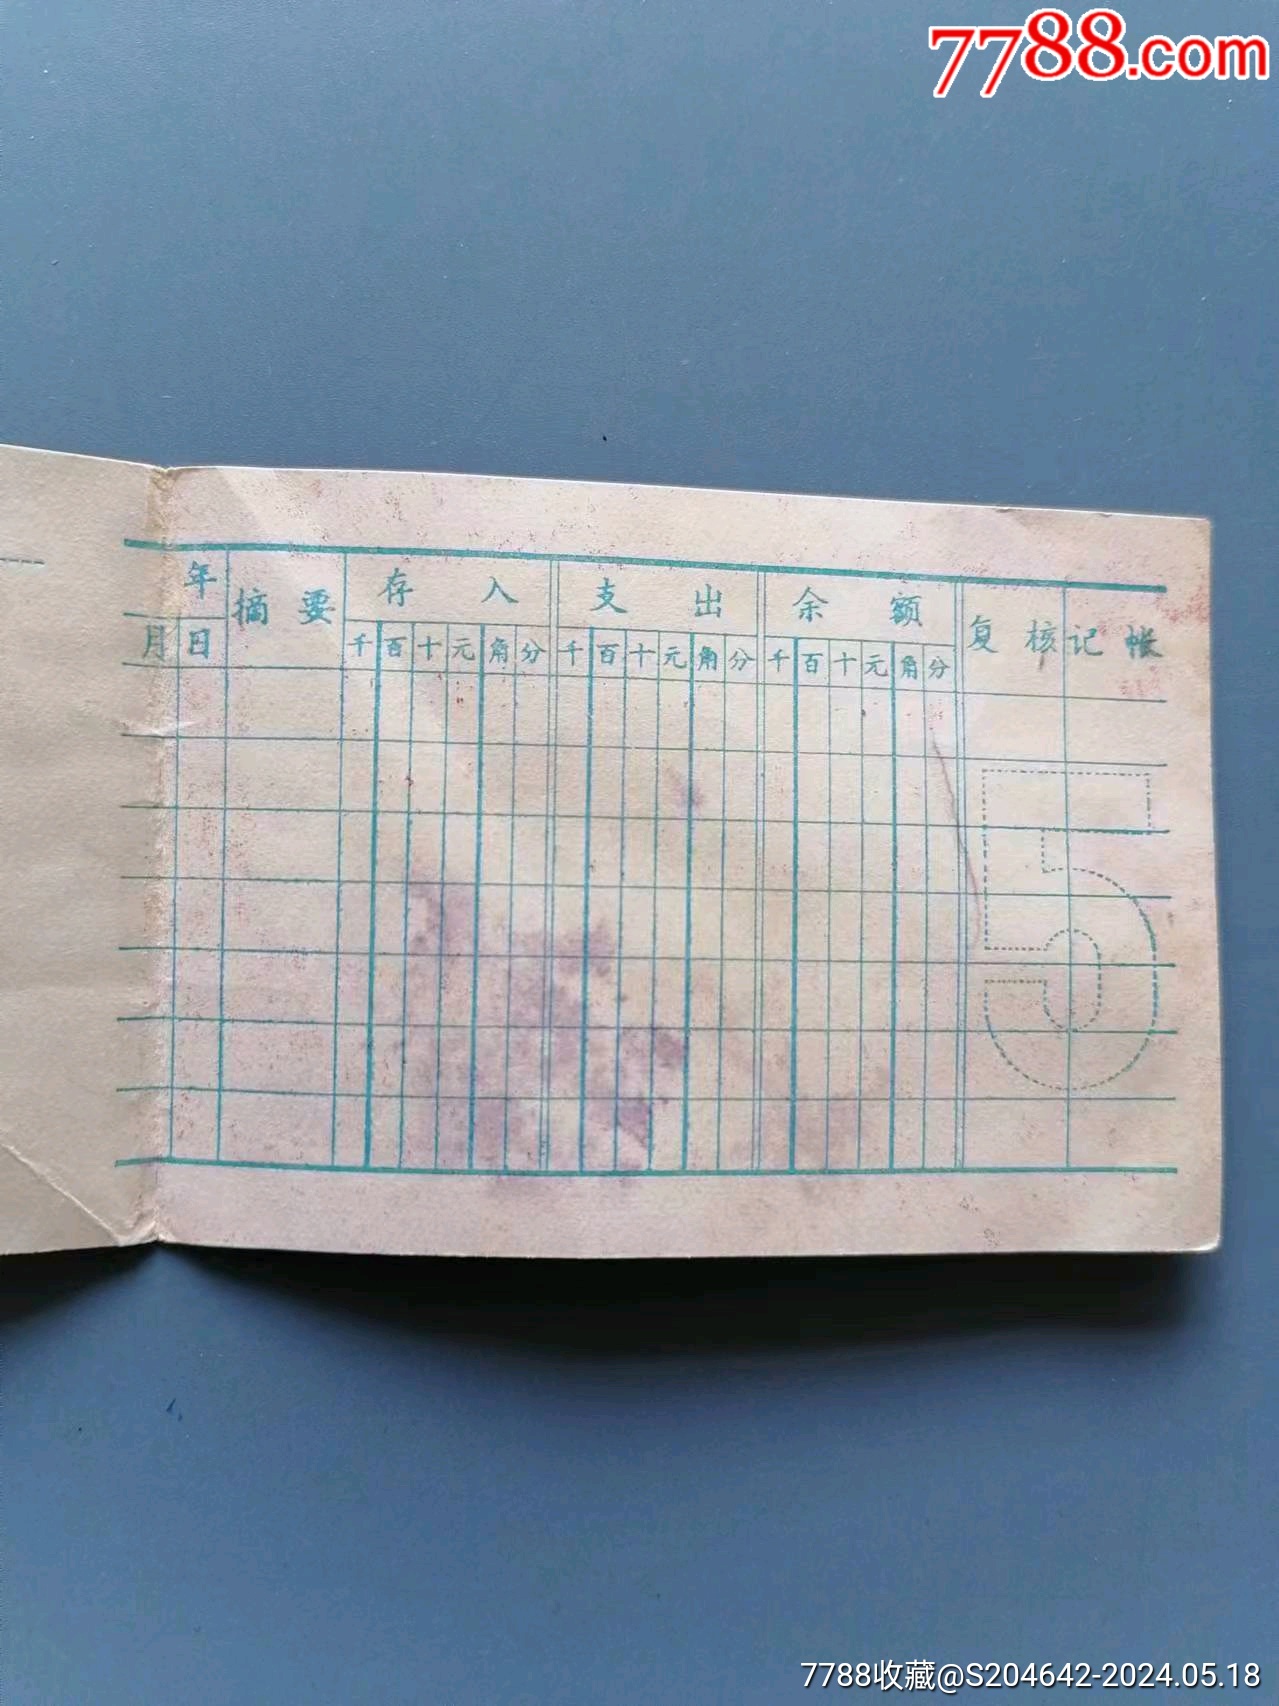 7788.com
年 摘要 存入 支出 余额 复核 记帐
月 日 千 百 十 元 角 分 千 百 十 元 角 分 千 百 十 元 角 分
5
7788收藏@S204642-2024.05.18